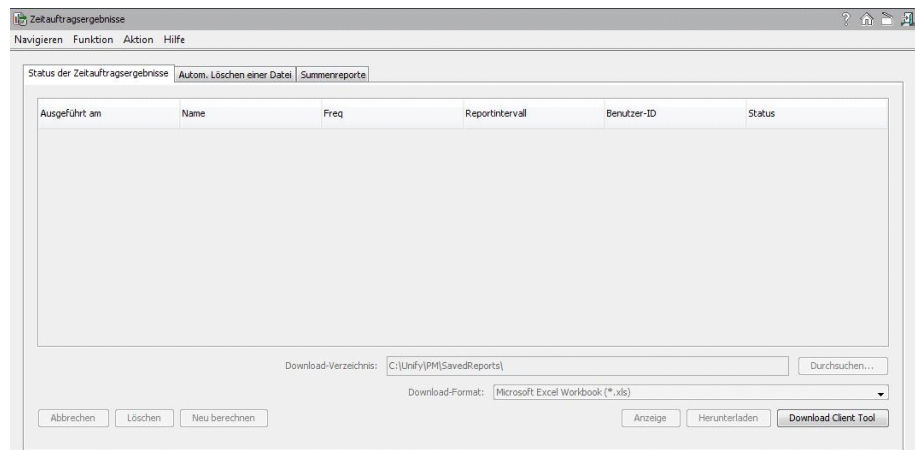 Zeitauftragsergebnisse
Navigieren Funktion Aktion Hilfe
Status der Zeitauftragsergebnisse Autom. Löschen einer Datei Summenreporte
Ausgeführt am Name Freq Reportintervall Benutzer-ID Status
Download-Verzeichnis: C:\Unify\PM\SavedReports\ Durchsuchen...
Download-Format: Microsoft Excel Workbook (*.xls)
Abbrechen Löschen Neu berechnen Anzeige Herunterladen Download Client Tool